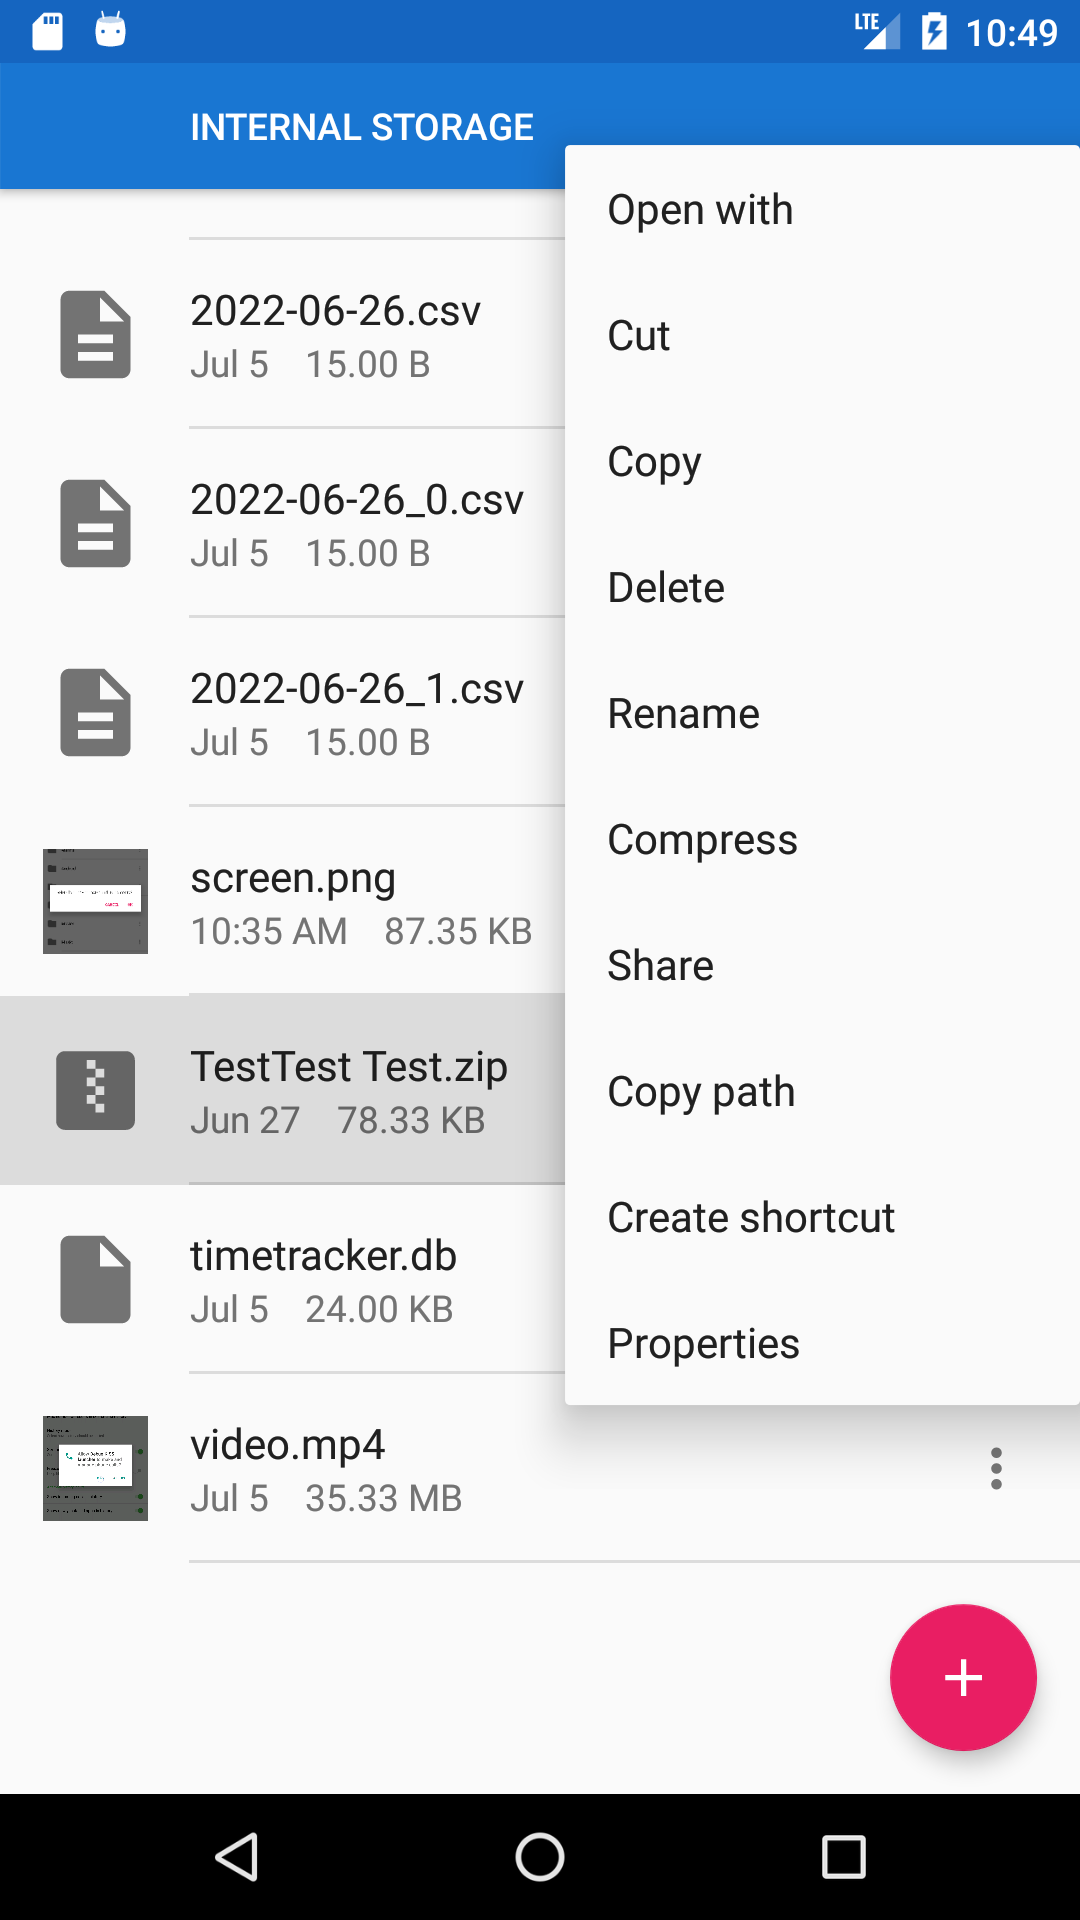 LTE 10:49
INTERNAL STORAGE
Open with
Cut
Copy
Delete
Rename
Compress
Share
Copy path
Create shortcut
Properties
2022-06-26.csv
Jul 5 15.00 B
2022-06-26_0.csv
Jul 5 15.00 B
2022-06-26_1.csv
Jul 5 15.00 B
screen.png
10:35 AM 87.35 KB
TestTest Test.zip
Jun 27 78.33 KB
timetracker.db
Jul 5 24.00 KB
video.mp4
Jul 5 35.33 MB